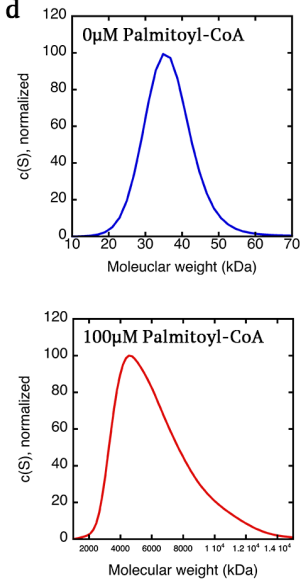 d
0μM Palmitoyl-CoA
120
100
80
60
40
20
0
c(S), normalized
10 20 30 40 50 60 70
Moleuclar weight (kDa)
100μM Palmitoyl-CoA
120
100
80
60
40
20
0
c(S), normalized
2000 4000 6000 8000 1 10⁴ 1.2 10⁴ 1.4 10⁴
Molecular weight (kDa)